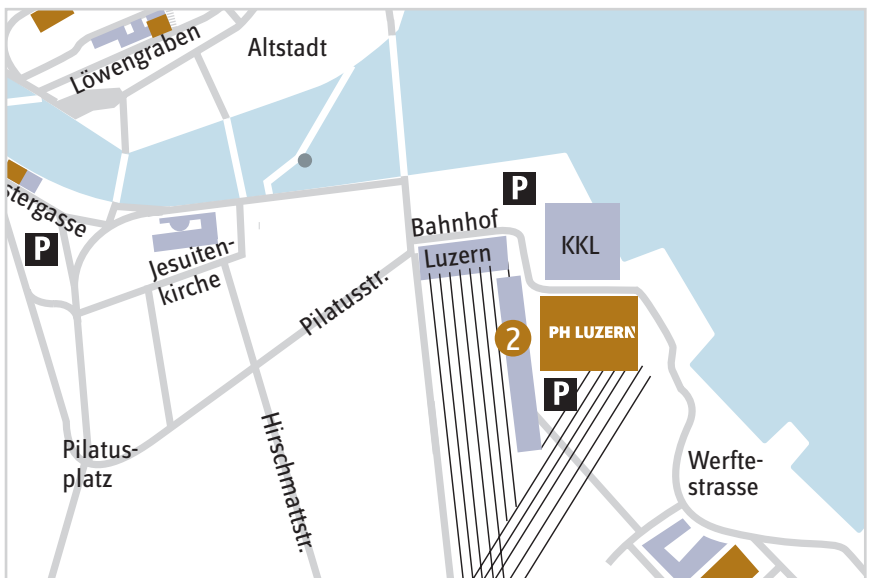 Altstadt
Löwengraben
P
Bahnhof
Luzern
KKL
stergasse
P
Jesuiten-
kirche
Pilatusstr.
2
PH LUZERN
P
Hirschmattstr.
Pilatus-
platz
Werfte-
strasse